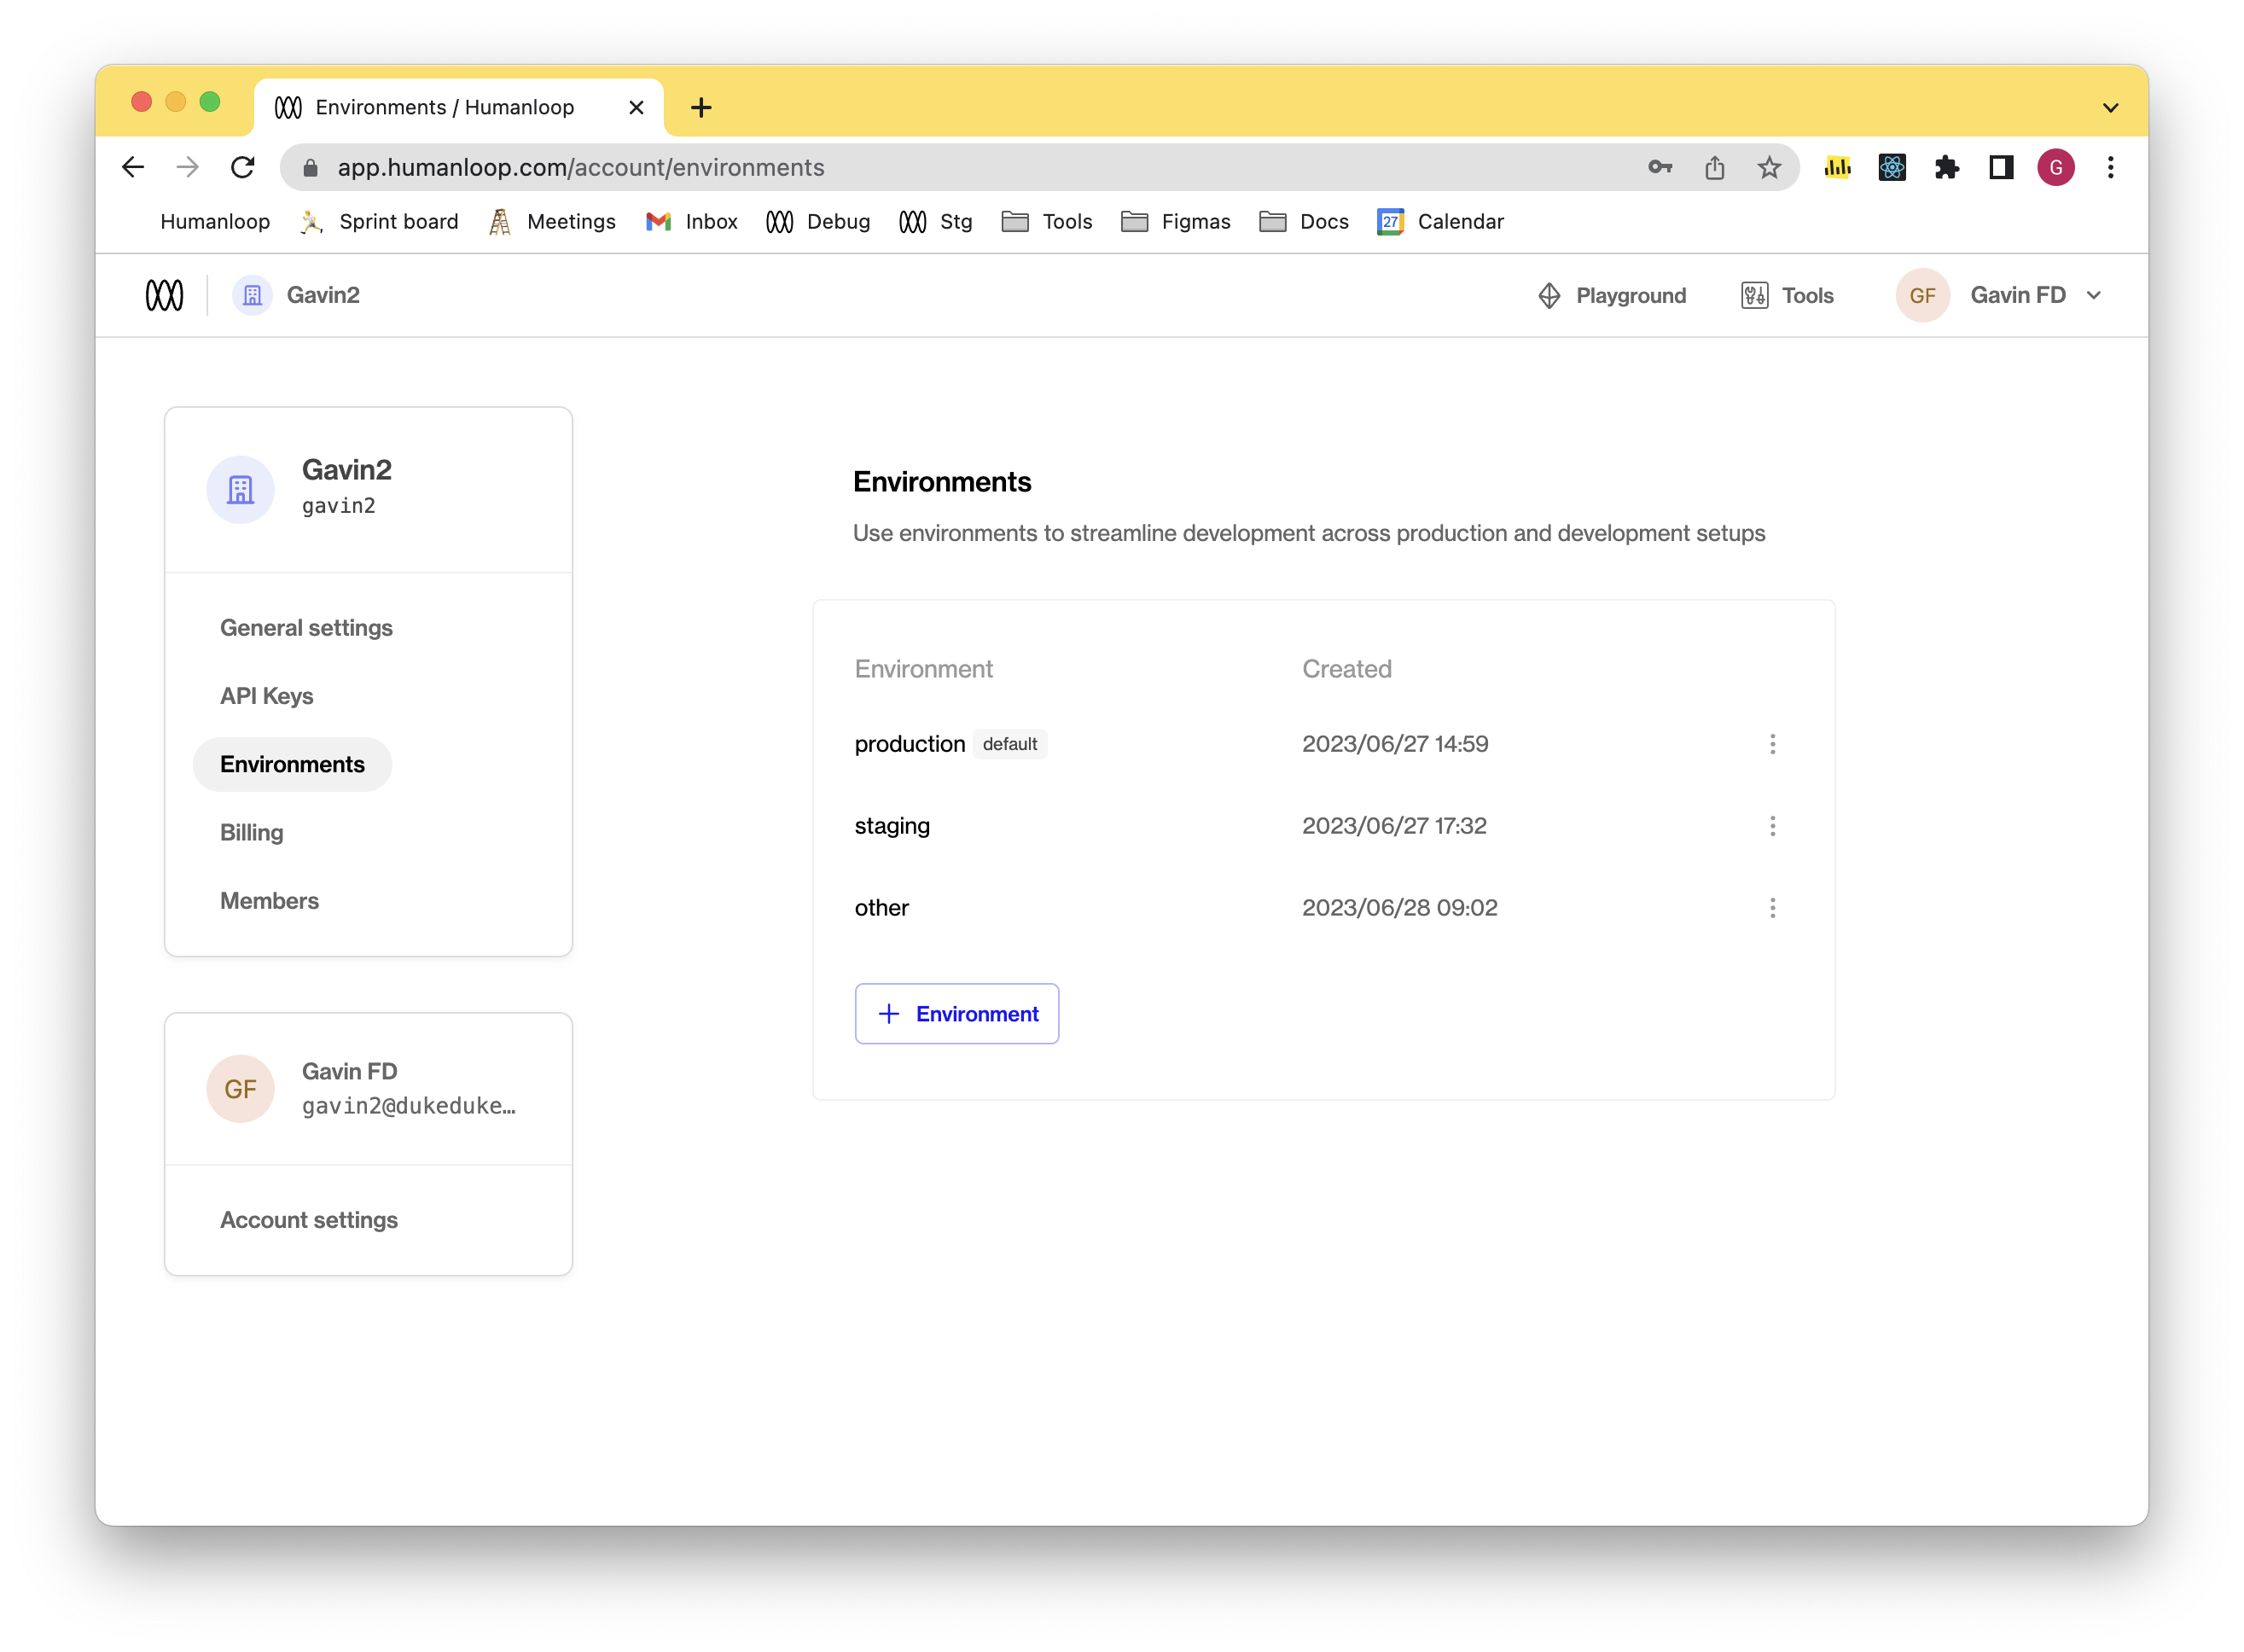 Environments / Humanloop
app.humanloop.com/account/environments
G
Humanloop Sprint board Meetings Inbox Debug Stg Tools Figmas Docs 27 Calendar
Gavin2 Playground Tools GF Gavin FD
Gavin2
gavin2
General settings
API Keys
Environments
Billing
Members
GF
Gavin FD
gavin2@dukeduke…
Account settings
Environments
Use environments to streamline development across production and development setups
Environment Created
production default 2023/06/27 14:59
staging 2023/06/27 17:32
other 2023/06/28 09:02
Environment